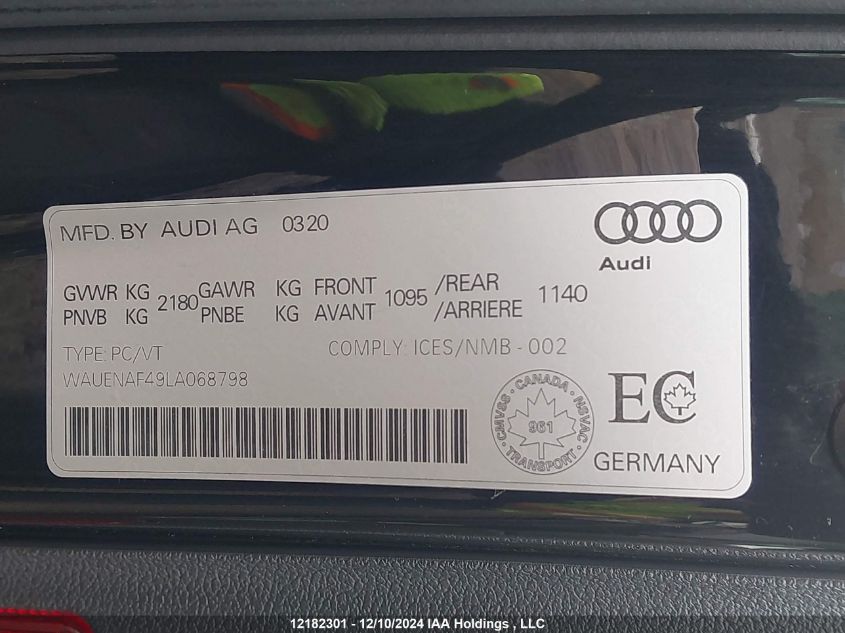 MFD. BY AUDI AG 0320
Audi
GVWR KG 2180 GAWR KG FRONT 1095 /REAR 1140
PNVB KG PNBE KG AVANT /ARRIERE
TYPE: PC/VT
COMPLY: ICES/NMB - 002
WAUENAF49LA068798
CMVSS - CANADA - NSVAC
961
TRANSPORT
EC
GERMANY
12182301 - 12/10/2024 IAA Holdings , LLC